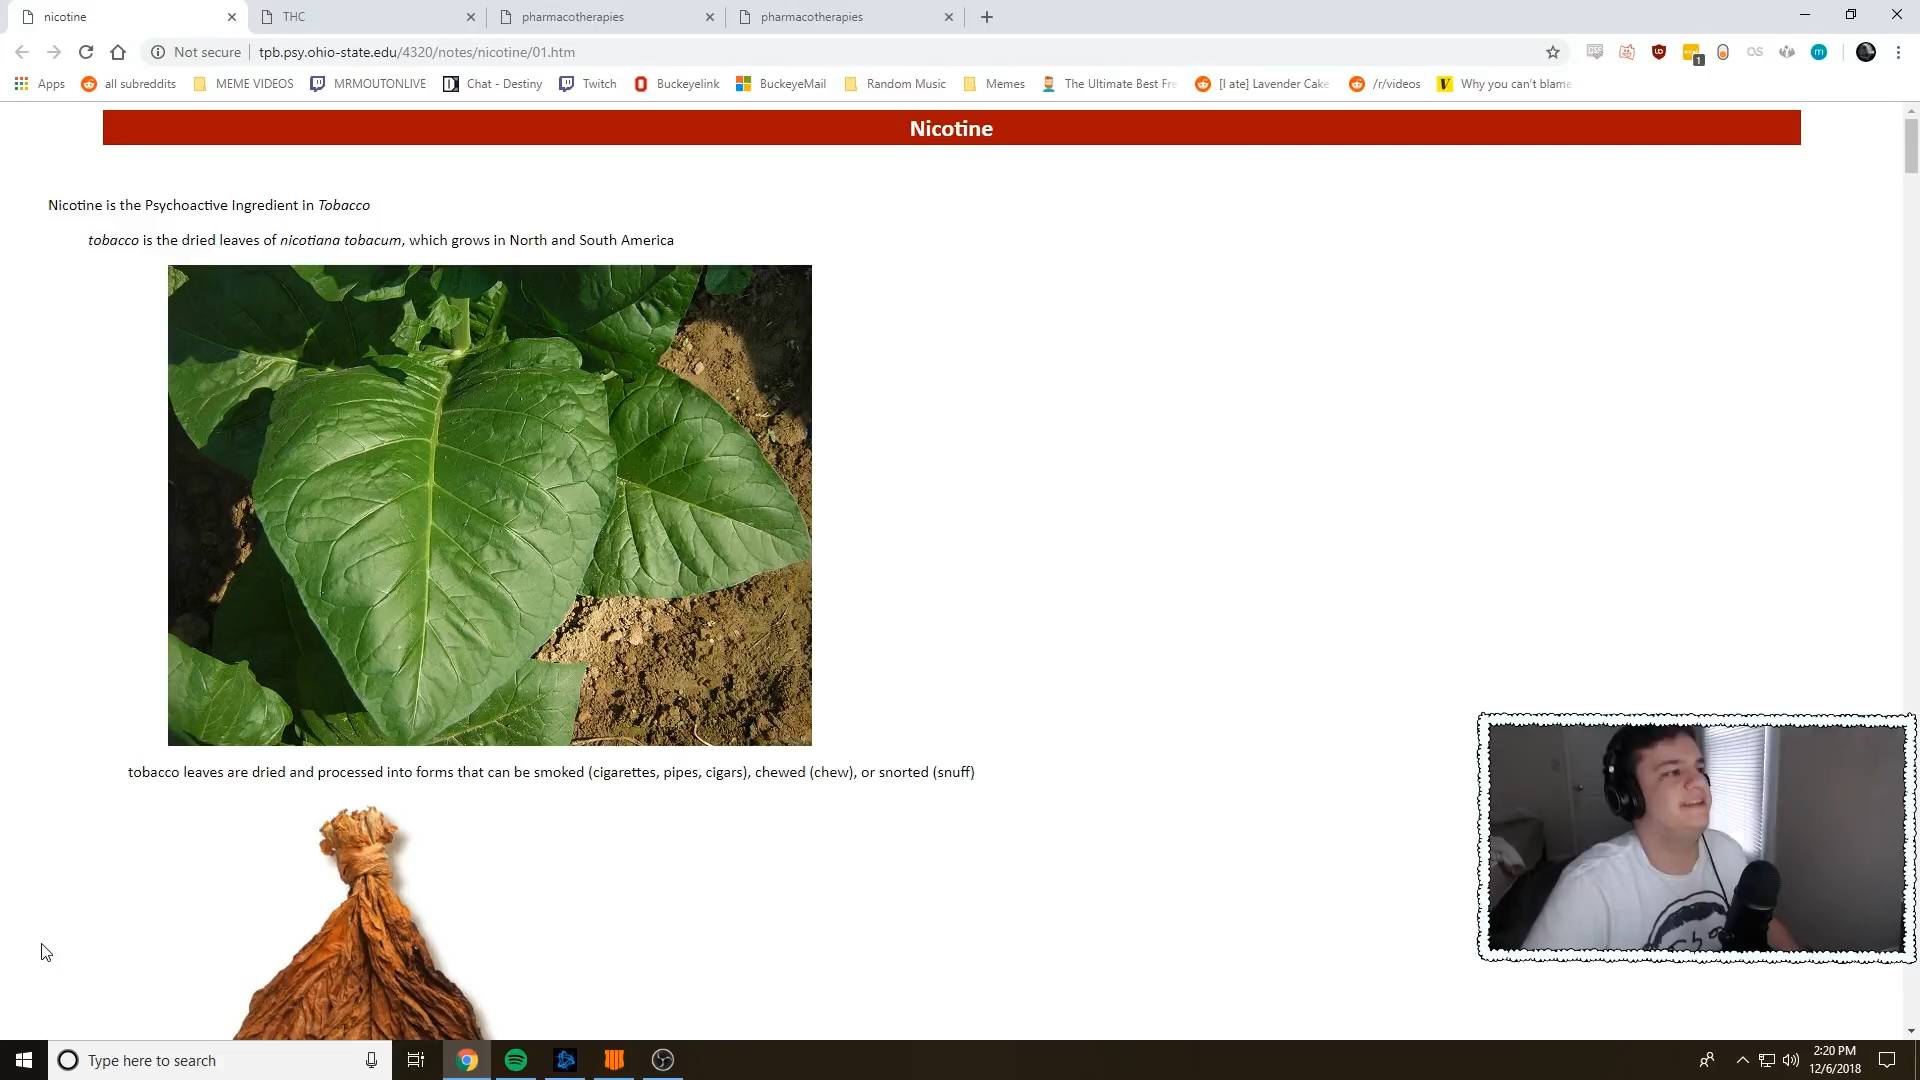 nicotine
THC
pharmacotherapies
pharmacotherapies
Not secure
tpb.psy.ohio-state.edu/4320/notes/nicotine/01.htm
1
Apps
all subreddits
MEME VIDEOS
MRMOUTONLIVE
Chat - Destiny
Twitch
Buckeyelink
BuckeyeMail
Random Music
Memes
The Ultimate Best Fre
[I ate] Lavender Cake
/r/videos
Why you can't blame
Nicotine
Nicotine is the Psychoactive Ingredient in Tobacco
tobacco is the dried leaves of nicotiana tobacum, which grows in North and South America
tobacco leaves are dried and processed into forms that can be smoked (cigarettes, pipes, cigars), chewed (chew), or snorted (snuff)
Type here to search
2:20 PM
12/6/2018